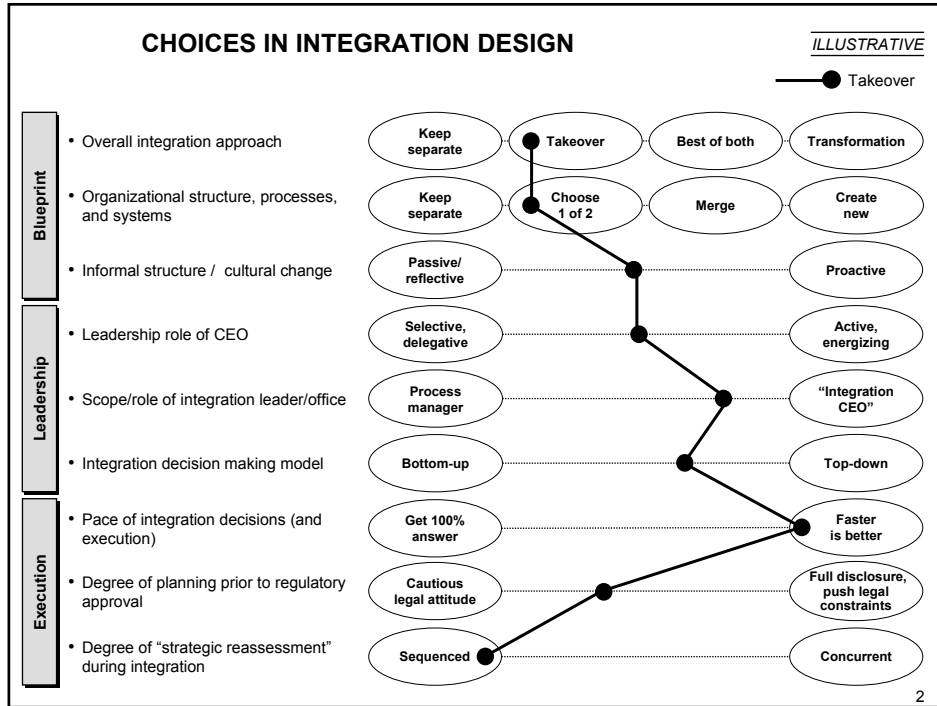 CHOICES IN INTEGRATION DESIGN
ILLUSTRATIVE
Takeover
Blueprint
• Overall integration approach
Keep
separate
Takeover
Best of both
Transformation
• Organizational structure, processes,
and systems
Keep
separate
Choose
1 of 2
Merge
Create
new
• Informal structure / cultural change
Passive/
reflective
Proactive
Leadership
• Leadership role of CEO
Selective,
delegative
Active,
energizing
• Scope/role of integration leader/office
Process
manager
“Integration
CEO”
• Integration decision making model
Bottom-up
Top-down
Execution
• Pace of integration decisions (and
execution)
Get 100%
answer
Faster
is better
• Degree of planning prior to regulatory
approval
Cautious
legal attitude
Full disclosure,
push legal
constraints
• Degree of “strategic reassessment”
during integration
Sequenced
Concurrent
2